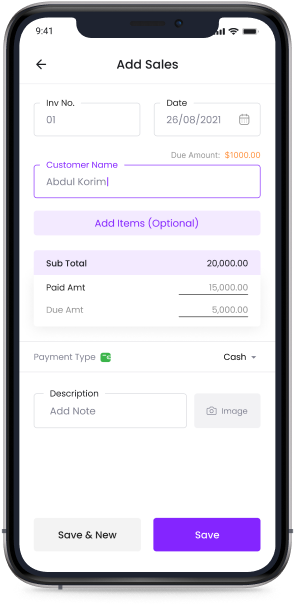 9:41
Add Sales
Inv No.
01
Date
26/08/2021
Due Amount: $1000.00
Customer Name
Abdul Korim
Add Items (Optional)
Sub Total 20,000.00
Paid Amt 15,000.00
Due Amt 5,000.00
Payment Type Cash
Description
Add Note
Image
Save & New
Save